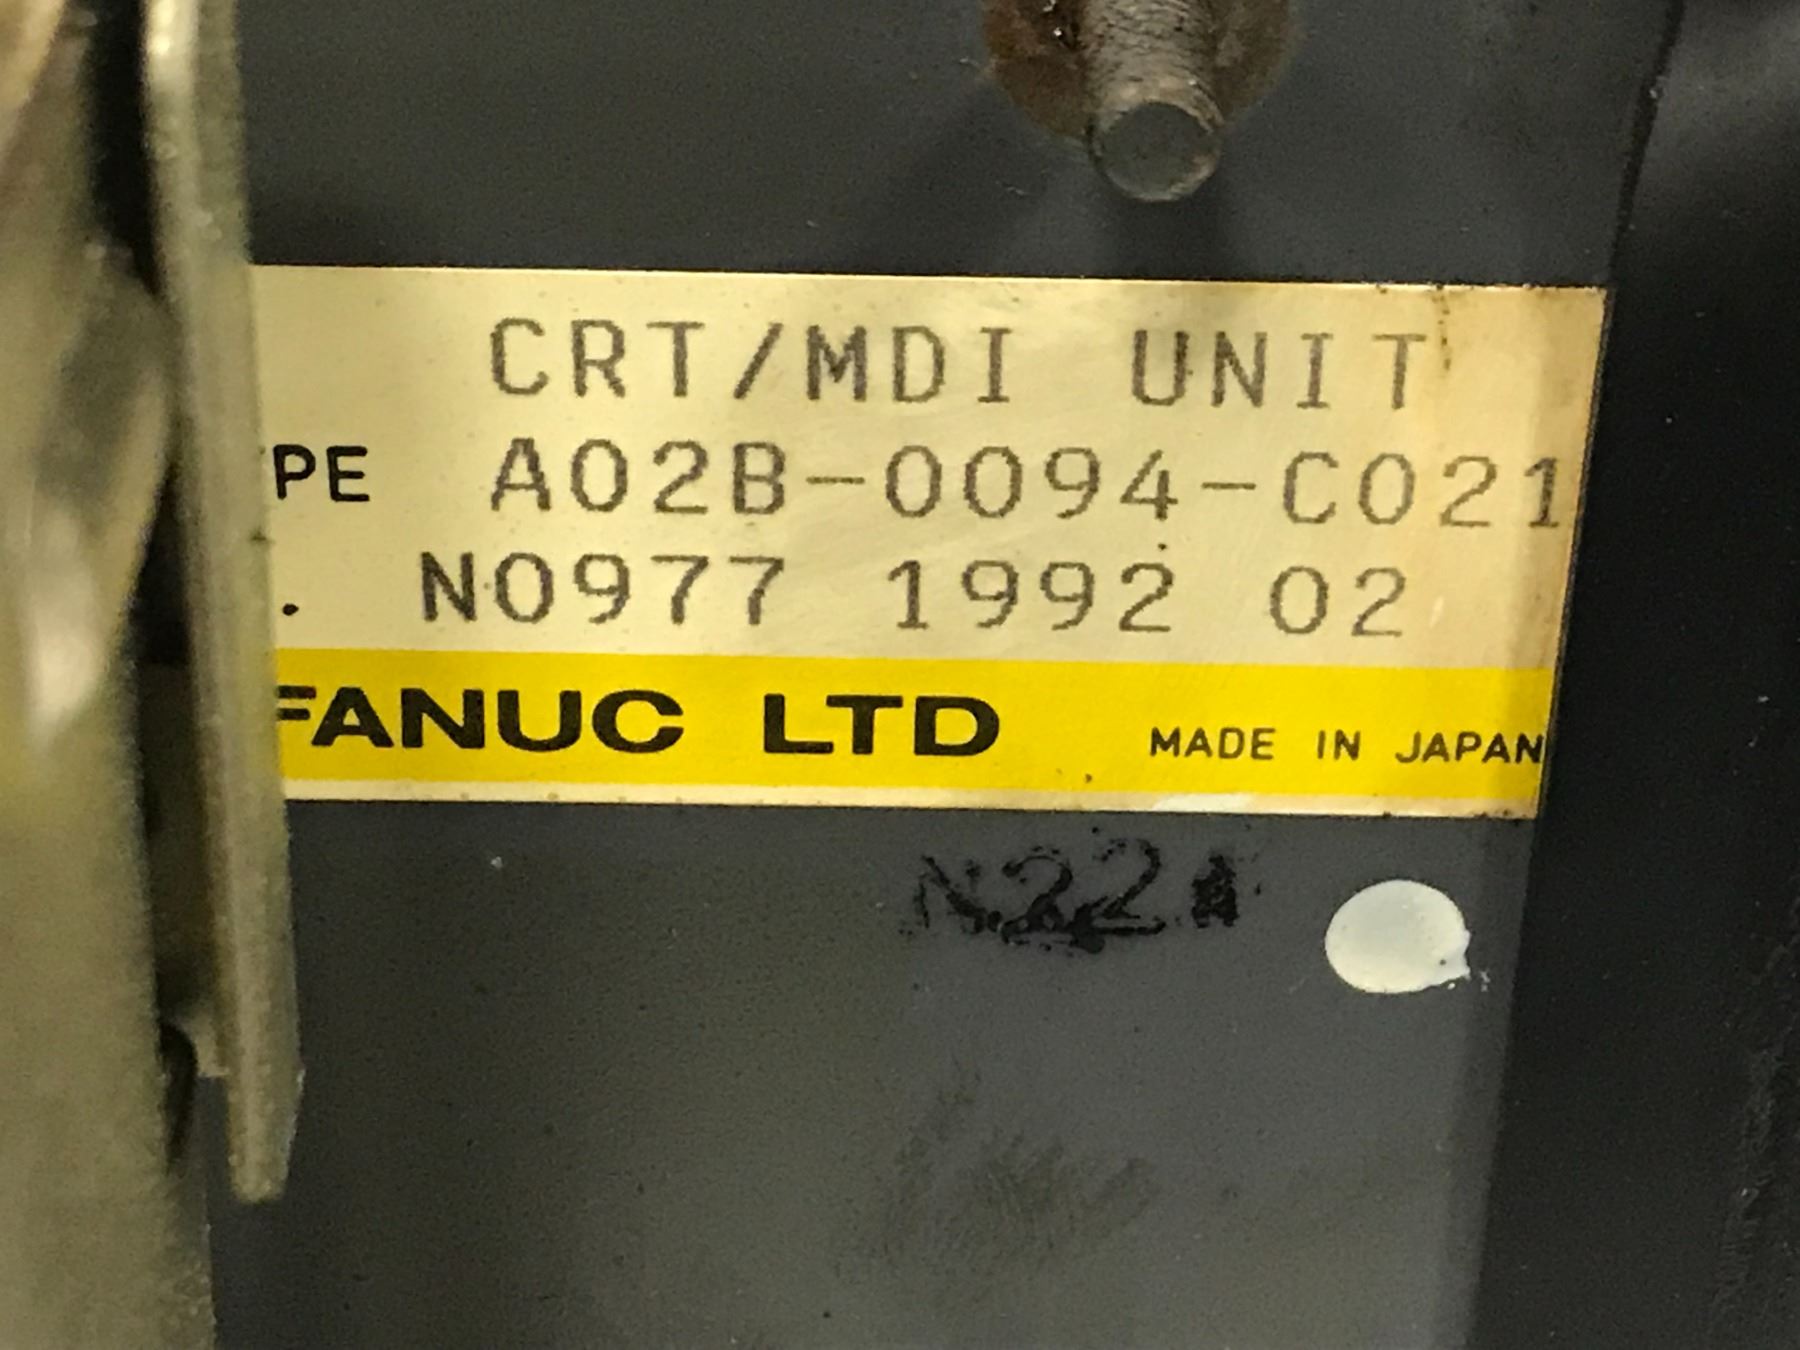 CRT/MDI UNIT
PE A02B-0094-C021
. N0977 1992 02
FANUC LTD MADE IN JAPAN